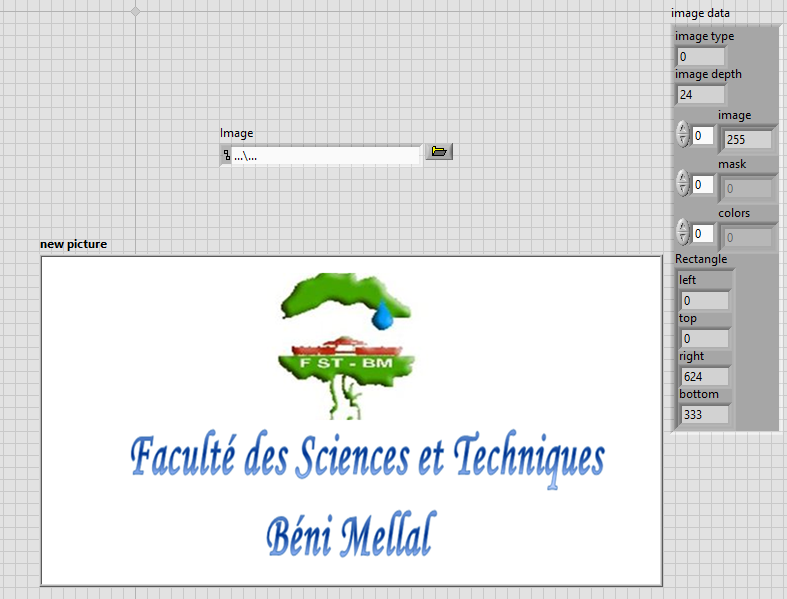 image data
image type
0
image depth
24
image
0
255
mask
0
0
colors
0
0
Rectangle
left
0
top
0
right
624
bottom
333
Image
...\...
new picture
F ST - BM
Faculté des Sciences et Techniques
Béni Mellal